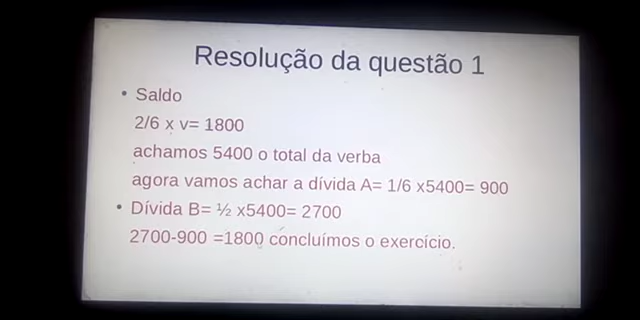 Resolução da questão 1
• Saldo
2/6 x v= 1800
achamos 5400 o total da verba
agora vamos achar a dívida A= 1/6 x5400= 900
• Dívida B= ½ x5400= 2700
2700-900 =1800 concluímos o exercício.